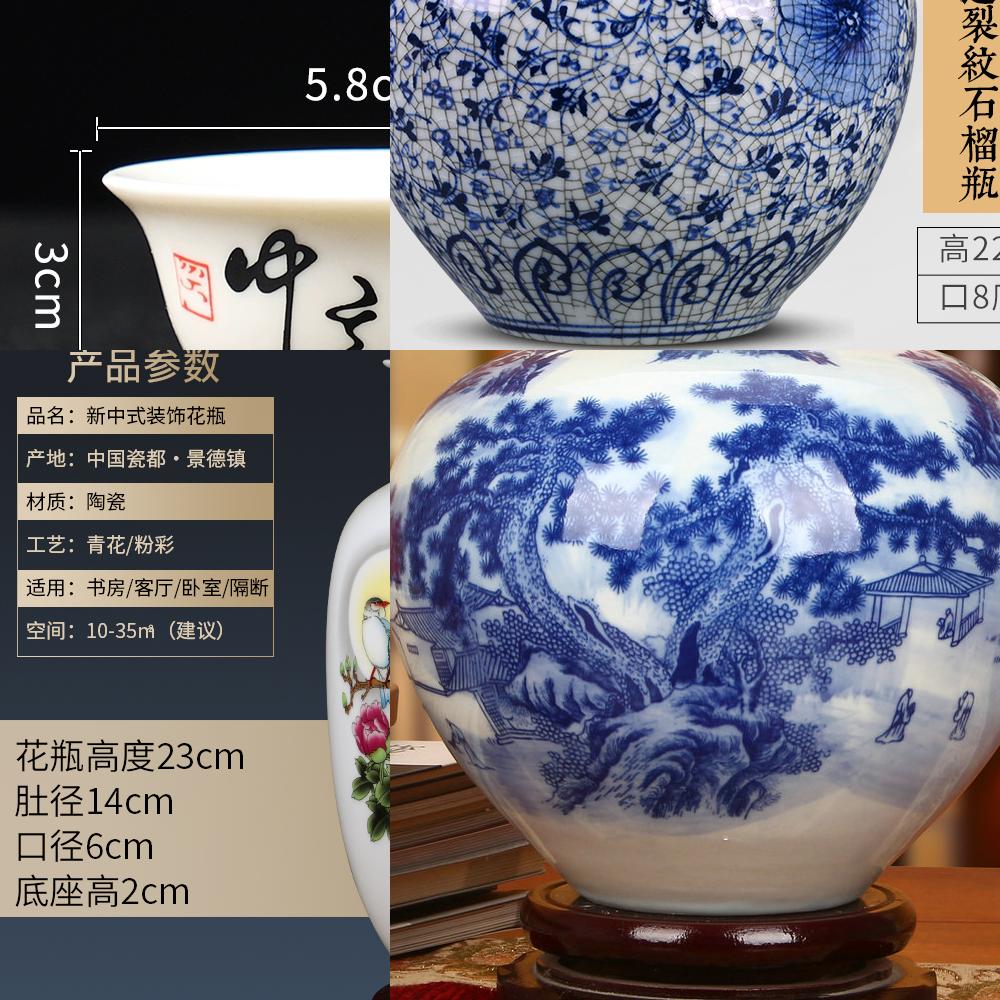 5.8c
3cm
裂紋石榴瓶
高22
口8厂
产品参数
品名：新中式装饰花瓶
产地：中国瓷都·景德镇
材质：陶瓷
工艺：青花/粉彩
适用：书房/客厅/卧室/隔断
空间：10-35㎡（建议）
花瓶高度23cm
肚径14cm
口径6cm
底座高2cm